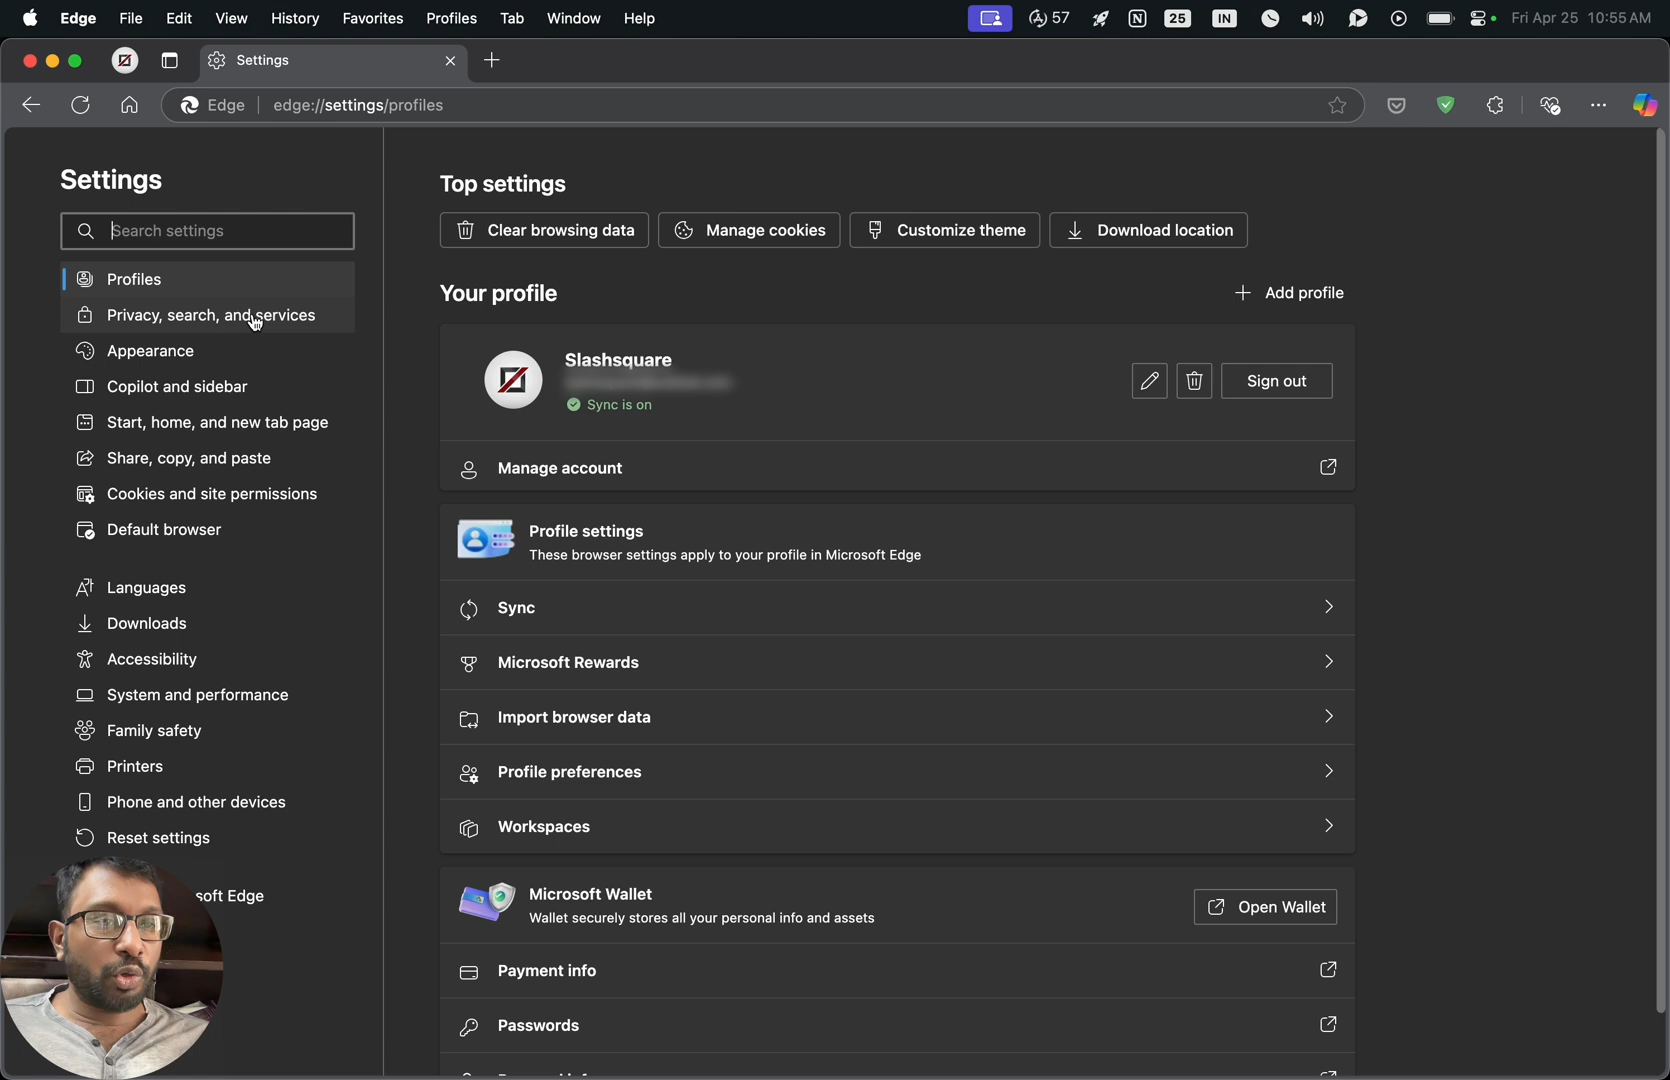 Edge File Edit View History Favorites Profiles Tab Window Help 57 25 IN Fri Apr 25 10:55 AM
Settings
Edge edge://settings/profiles
Settings
Search settings
Profiles
Privacy, search, and services
Appearance
Copilot and sidebar
Start, home, and new tab page
Share, copy, and paste
Cookies and site permissions
Default browser
Languages
Downloads
Accessibility
System and performance
Family safety
Printers
Phone and other devices
Reset settings
soft Edge
Top settings
Clear browsing data Manage cookies Customize theme Download location
Your profile Add profile
Slashsquare
Sync is on
Sign out
Manage account
Profile settings
These browser settings apply to your profile in Microsoft Edge
Sync
Microsoft Rewards
Import browser data
Profile preferences
Workspaces
Microsoft Wallet
Wallet securely stores all your personal info and assets
Open Wallet
Payment info
Passwords